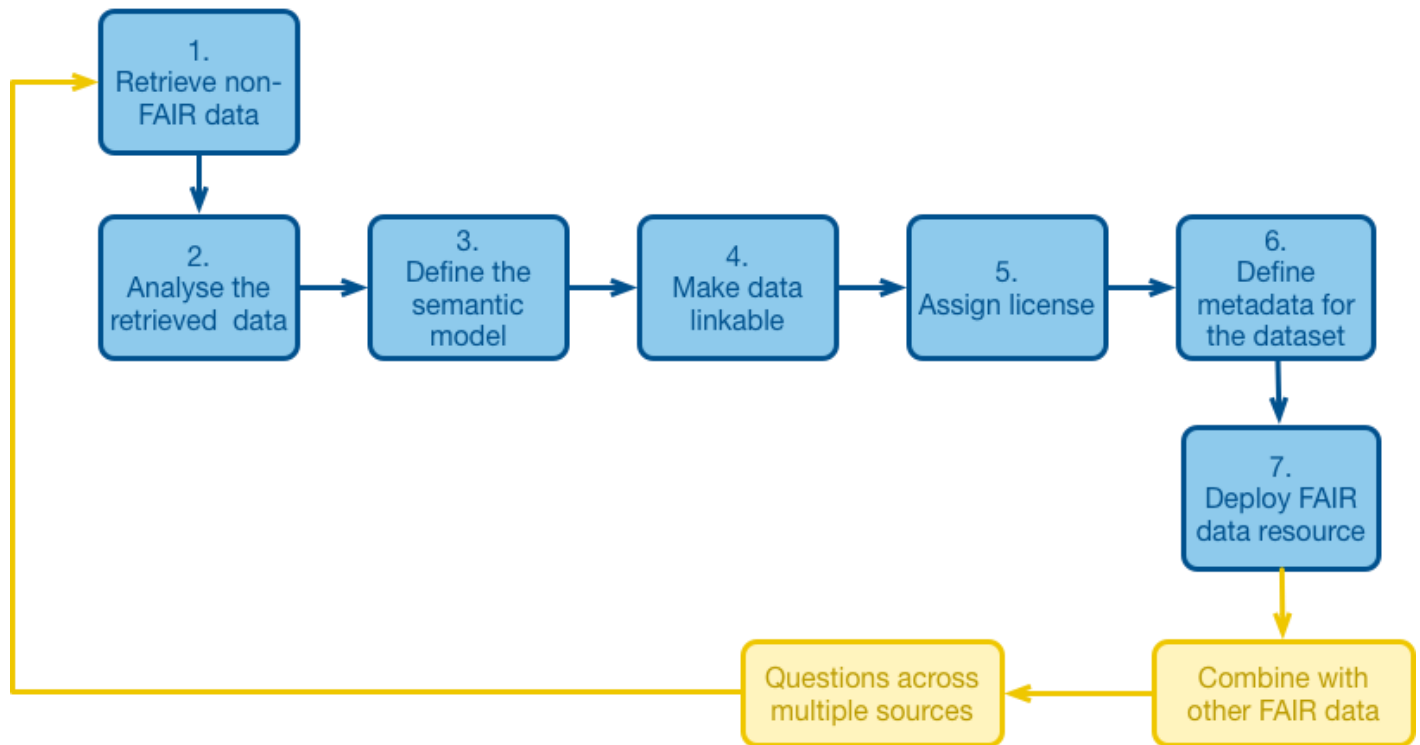 1.
Retrieve non-
FAIR data
2.
Analyse the
retrieved data
3.
Define the
semantic
model
4.
Make data
linkable
5.
Assign license
6.
Define
metadata for
the dataset
7.
Deploy FAIR
data resource
Combine with
other FAIR data
Questions across
multiple sources